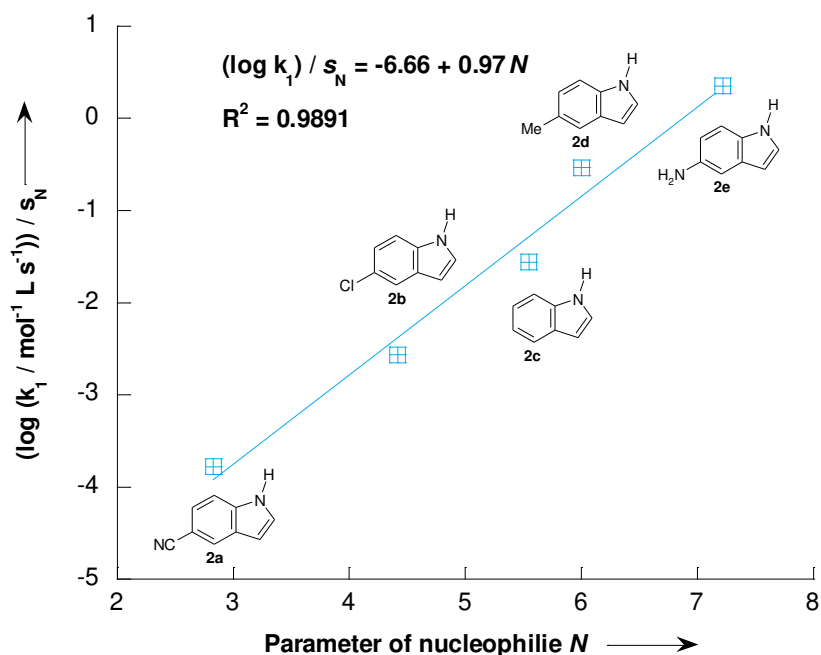 (log k1) / sN = -6.66 + 0.97 N
R2 = 0.9891
(log (k1 / mol-1 L s-1)) / sN
1
0
-1
-2
-3
-4
-5
2 3 4 5 6 7 8
Parameter of nucleophilie N
H
N
NC
2a
H
N
Cl
2b
H
N
2c
H
N
Me
2d
H
N
H2N
2e